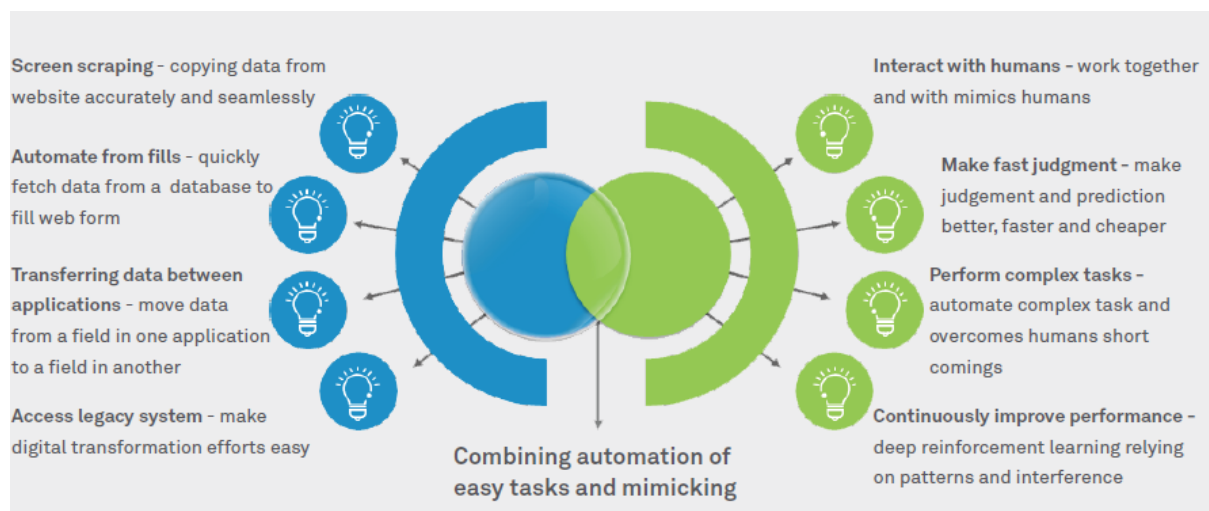 Screen scraping - copying data from
website accurately and seamlessly
Automate from fills - quickly
fetch data from a database to
fill web form
Transferring data between
applications - move data
from a field in one application
to a field in another
Access legacy system - make
digital transformation efforts easy
Combining automation of
easy tasks and mimicking
Interact with humans - work together
and with mimics humans
Make fast judgment - make
judgement and prediction
better, faster and cheaper
Perform complex tasks -
automate complex task and
overcomes humans short
comings
Continuously improve performance -
deep reinforcement learning relying
on patterns and interference